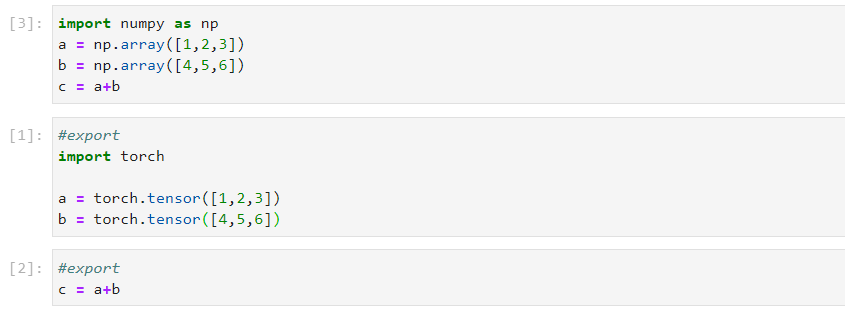 [3]: import numpy as np
a = np.array([1,2,3])
b = np.array([4,5,6])
c = a+b
[1]: #export
import torch
a = torch.tensor([1,2,3])
b = torch.tensor([4,5,6])
[2]: #export
c = a+b